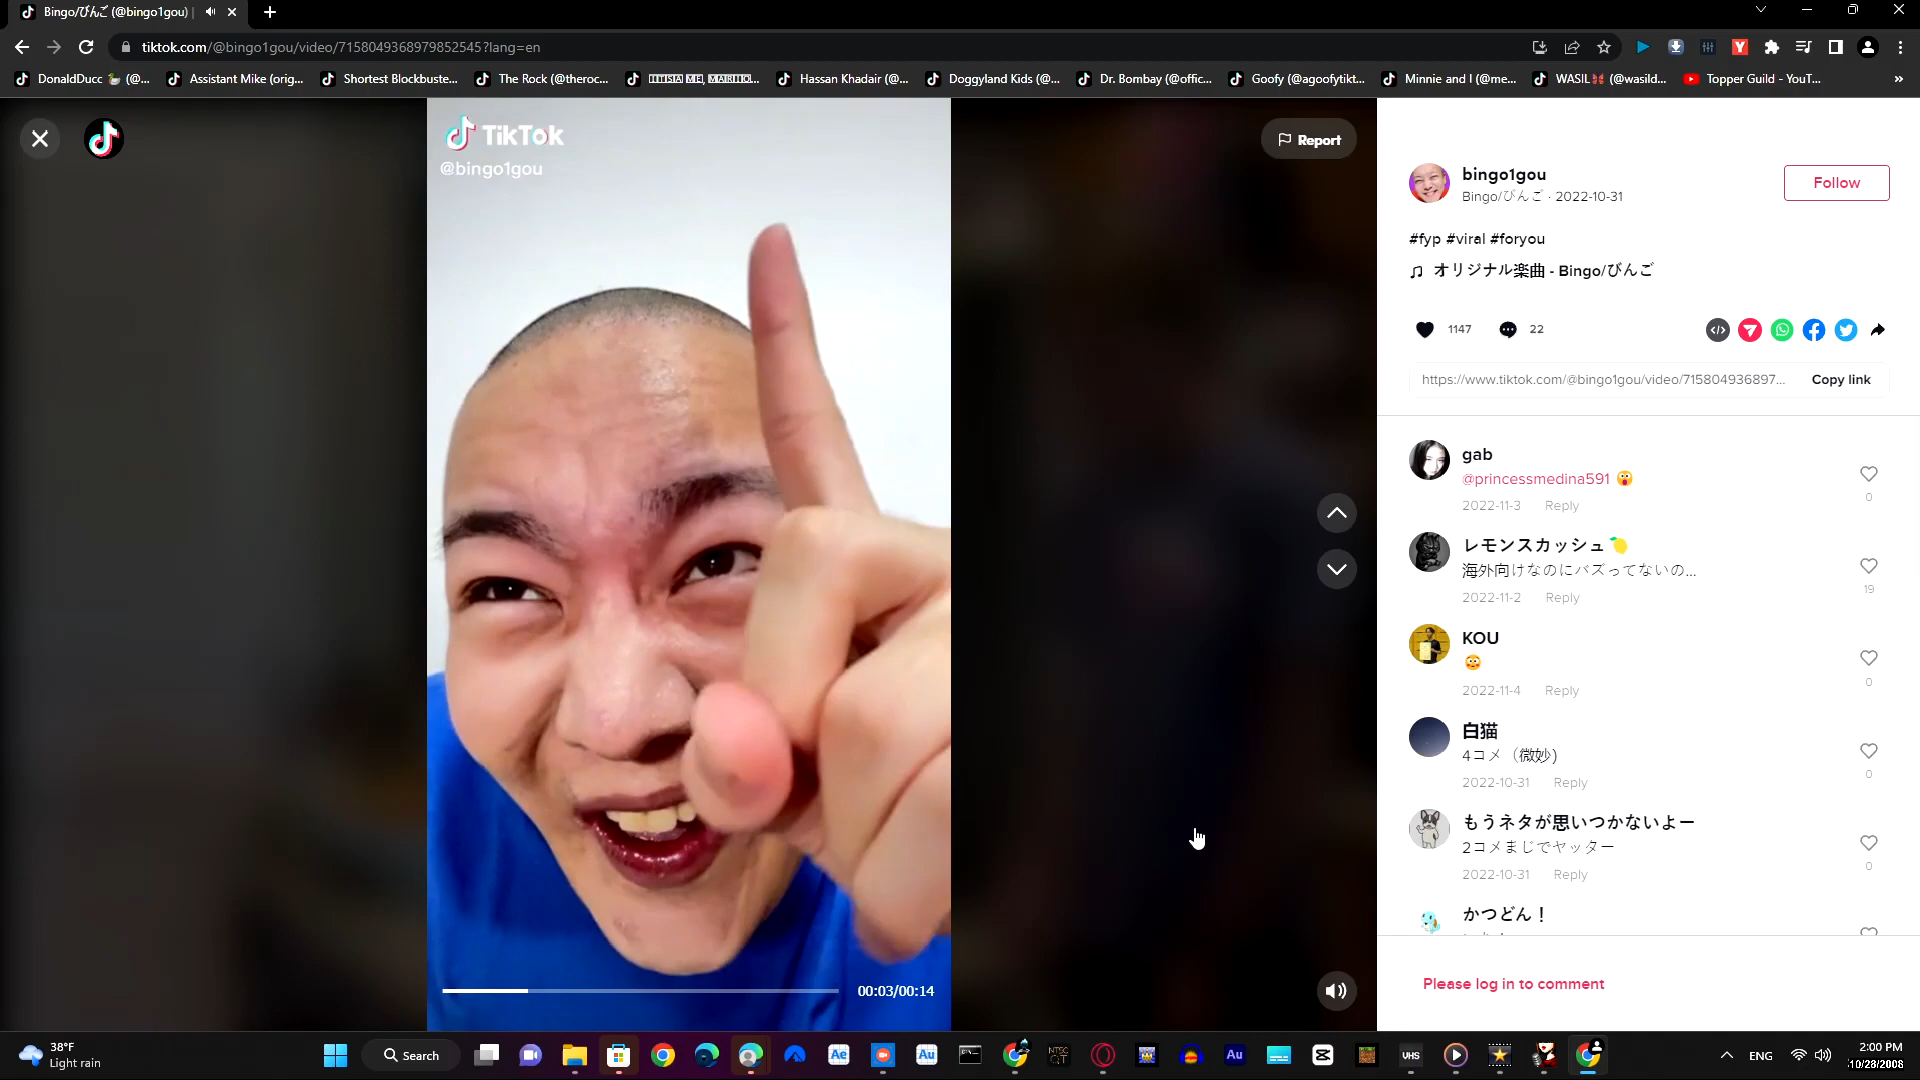 Bingo/びんご (@bingo1gou) |
tiktok.com/@bingo1gou/video/7158049368979852545?lang=en
DonaldDucc 🦆 (@...
Assistant Mike (orig...
Shortest Blockbuste...
The Rock (@theroc...
Hassan Khadair (@...
Doggyland Kids (@...
Dr. Bombay (@offic...
Goofy (@agoofytikt...
Minnie and I (@me...
WASIL (@wasild...
Topper Guild - YouT...
TikTok
@bingo1gou
Report
00:03/00:14
bingo1gou
Bingo/びんご · 2022-10-31
Follow
#fyp #viral #foryou
オリジナル楽曲 - Bingo/びんご
1147
22
https://www.tiktok.com/@bingo1gou/video/715804936897...
Copy link
gab
@princessmedina591 😱
2022-11-3 Reply
0
レモンスカッシュ🍋
海外向けなのにバズってないの...
2022-11-2 Reply
19
KOU
😳
2022-11-4 Reply
0
白猫
4コメ（微妙)
2022-10-31 Reply
0
もうネタが思いつかないよー
2コメまじでヤッター
2022-10-31 Reply
0
かつどん！
Please log in to comment
38°F
Light rain
Search
Ae
Au
NTSC
QT
Au
VHS
ENG
2:00 PM
10/28/2008